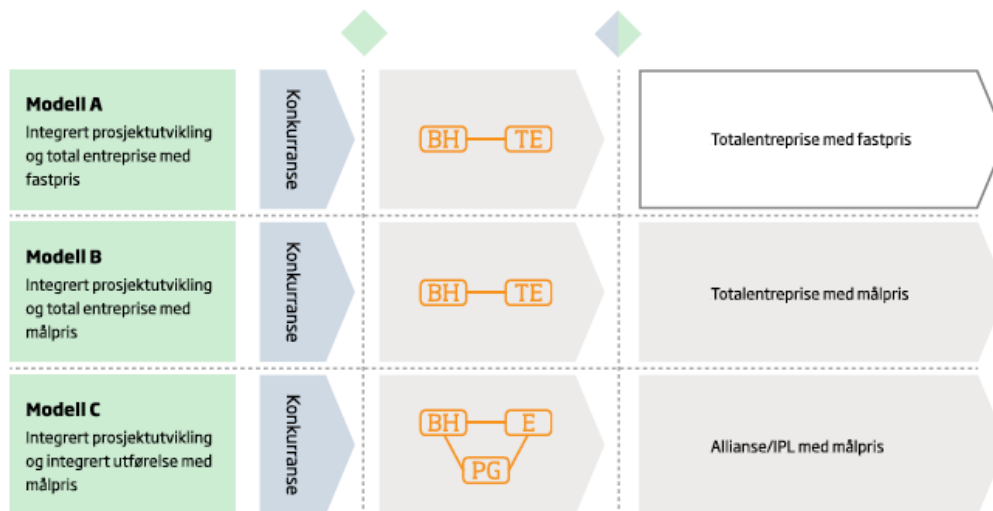 Modell A
Integrert prosjektutvikling
og total entreprise med
fastpris
Konkurranse
BH
TE
Totalentreprise med fastpris
Modell B
Integrert prosjektutvikling
og total entreprise med
målpris
Konkurranse
BH
TE
Totalentreprise med målpris
Modell C
Integrert prosjektutvikling
og integrert utførelse med
målpris
Konkurranse
BH
E
PG
Allianse/IPL med målpris